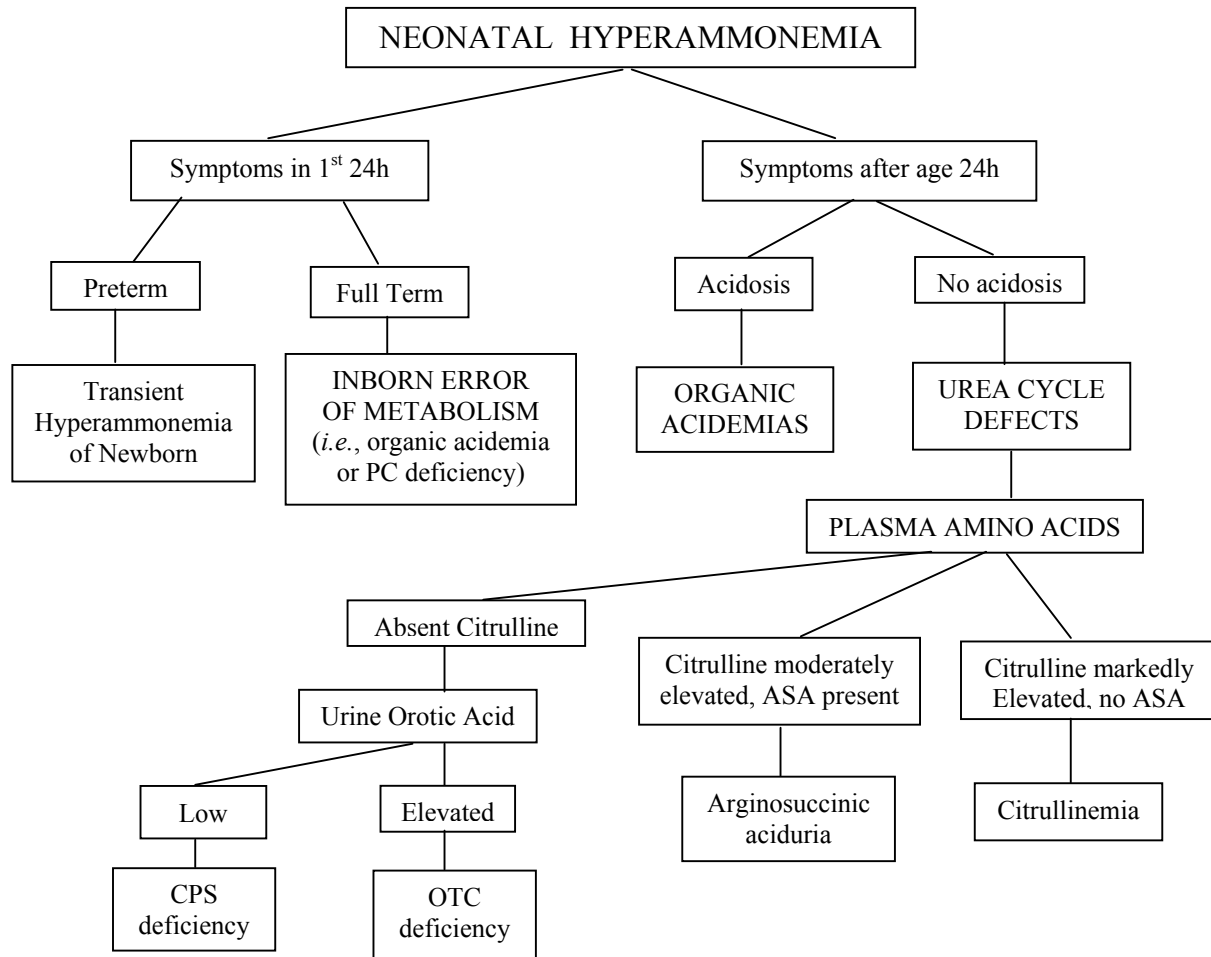 NEONATAL HYPERAMMONEMIA
Symptoms in 1st 24h
Symptoms after age 24h
Preterm
Full Term
Acidosis
No acidosis
Transient
Hyperammonemia
of Newborn
INBORN ERROR
OF METABOLISM
(i.e., organic acidemia
or PC deficiency)
ORGANIC
ACIDEMIAS
UREA CYCLE
DEFECTS
PLASMA AMINO ACIDS
Absent Citrulline
Citrulline moderately
elevated, ASA present
Citrulline markedly
Elevated, no ASA
Urine Orotic Acid
Low
Elevated
Arginosuccinic
aciduria
Citrullinemia
CPS
deficiency
OTC
deficiency